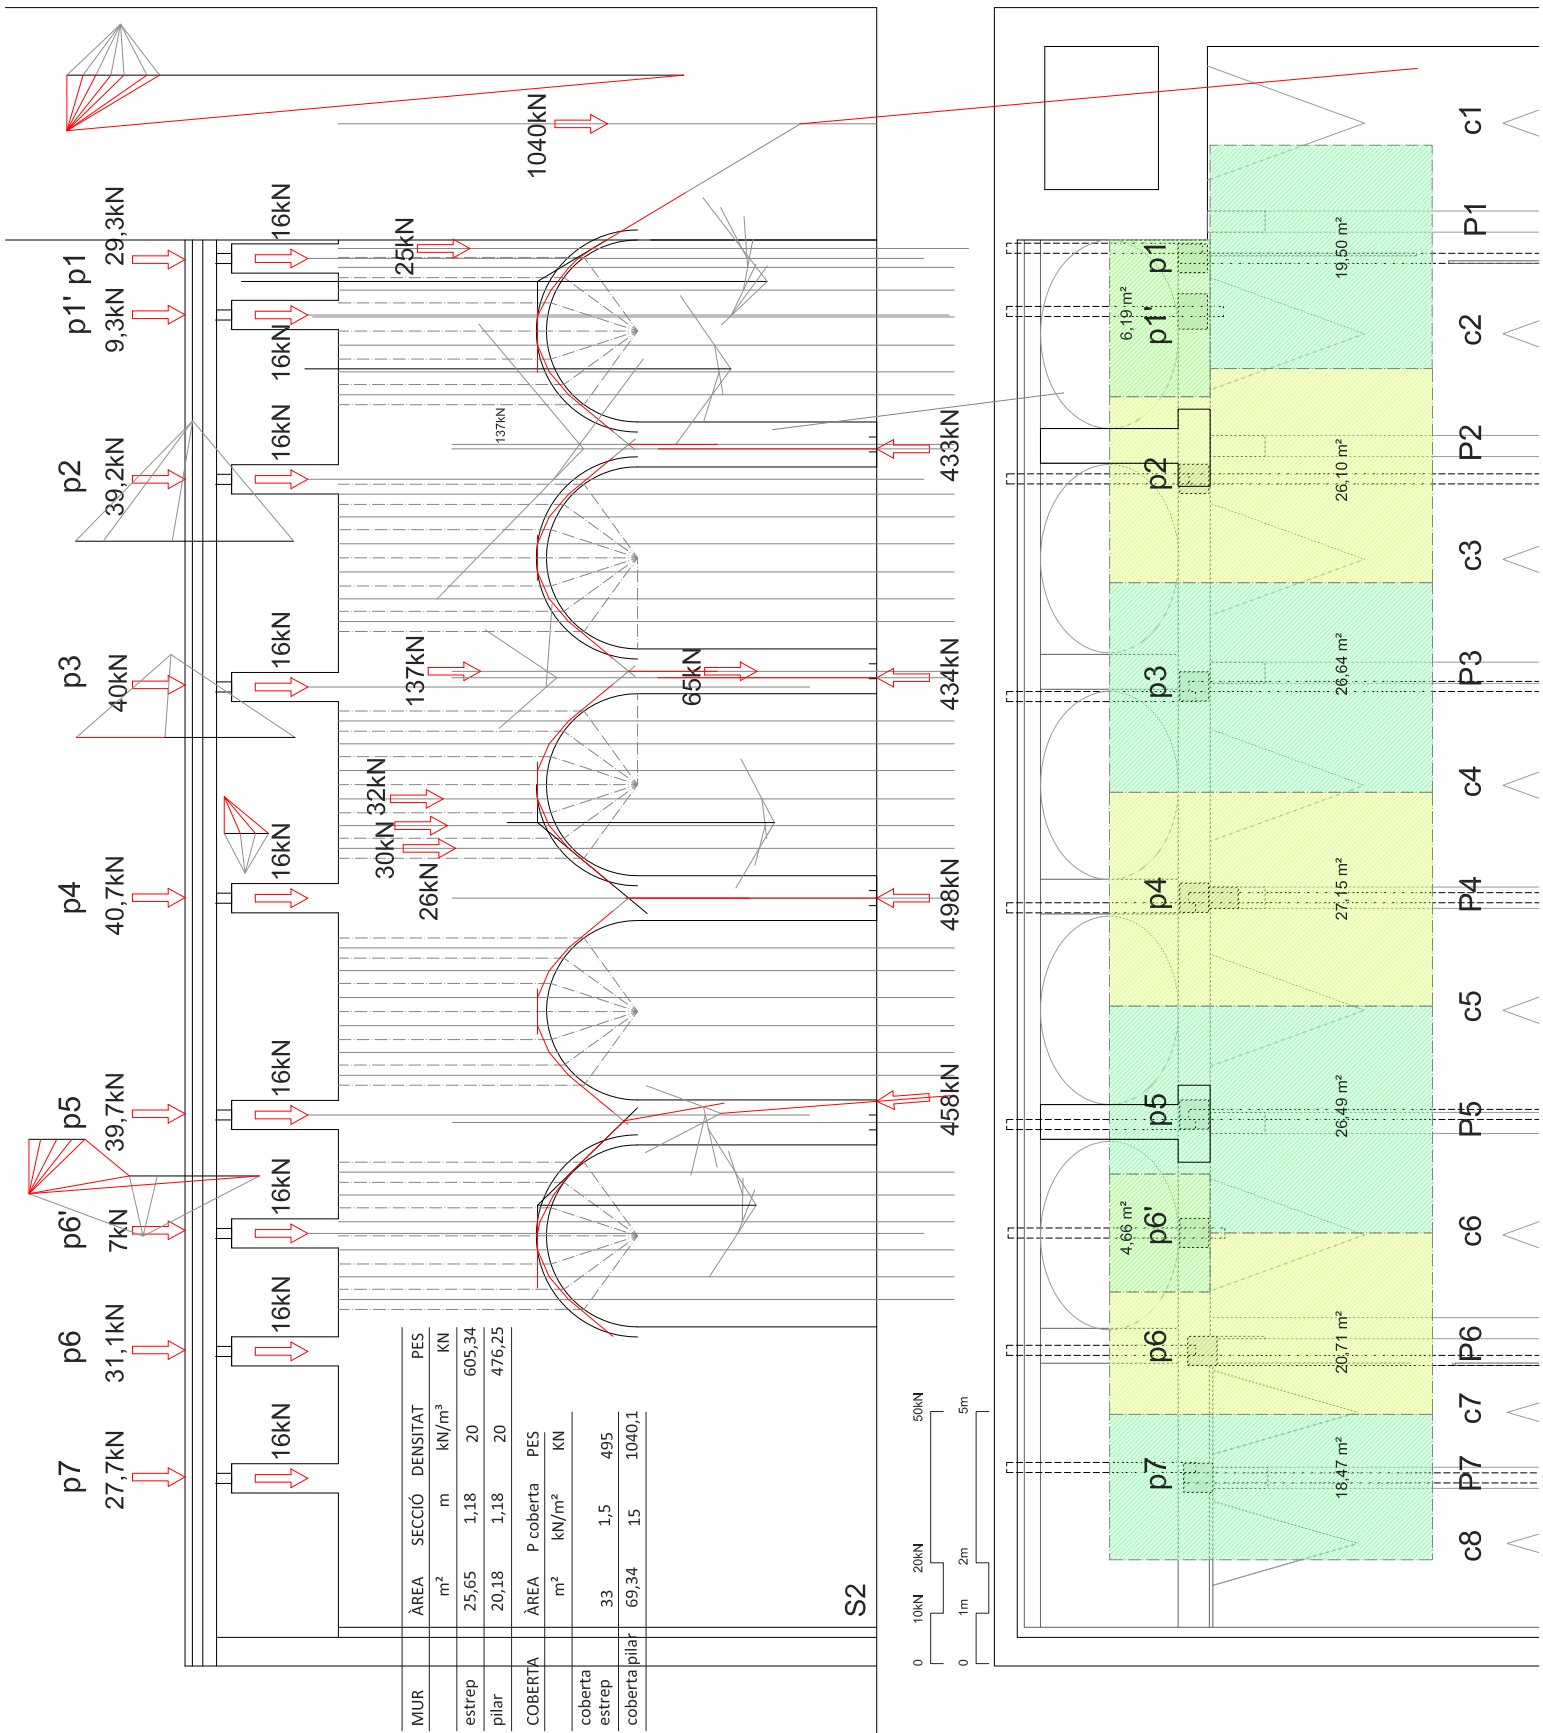 p7 p6 p6' p5 p4 p3 p2 p1' p1
27,7kN 31,1kN 7kN 39,7kN 40,7kN 40kN 39,2kN 9,3kN 29,3kN
16kN 16kN 16kN 16kN 16kN 16kN 16kN 16kN 16kN
26kN
30kN
32kN
137kN
25kN
137kN
1040kN
65kN
458kN 498kN 434kN 433kN
MUR ÀREA SECCIÓ DENSITAT PES
m² m kN/m³ KN
estrep 25,65 1,18 20 605,34
pilar 20,18 1,18 20 476,25
COBERTA ÀREA P coberta PES
m² kN/m² KN
coberta
estrep 33 1,5 495
coberta pilar 69,34 15 1040,1
S2
0 10kN 20kN 50kN
0 1m 2m 5m
4,66 m² 6,19 m²
p7 p6 p6' p5 p4 p3 p2 p1' p1
18,47 m² 20,71 m² 26,49 m² 27,15 m² 26,64 m² 26,10 m² 19,50 m²
c8 P7 c7 P6 c6 P5 c5 P4 c4 P3 c3 P2 c2 P1 c1